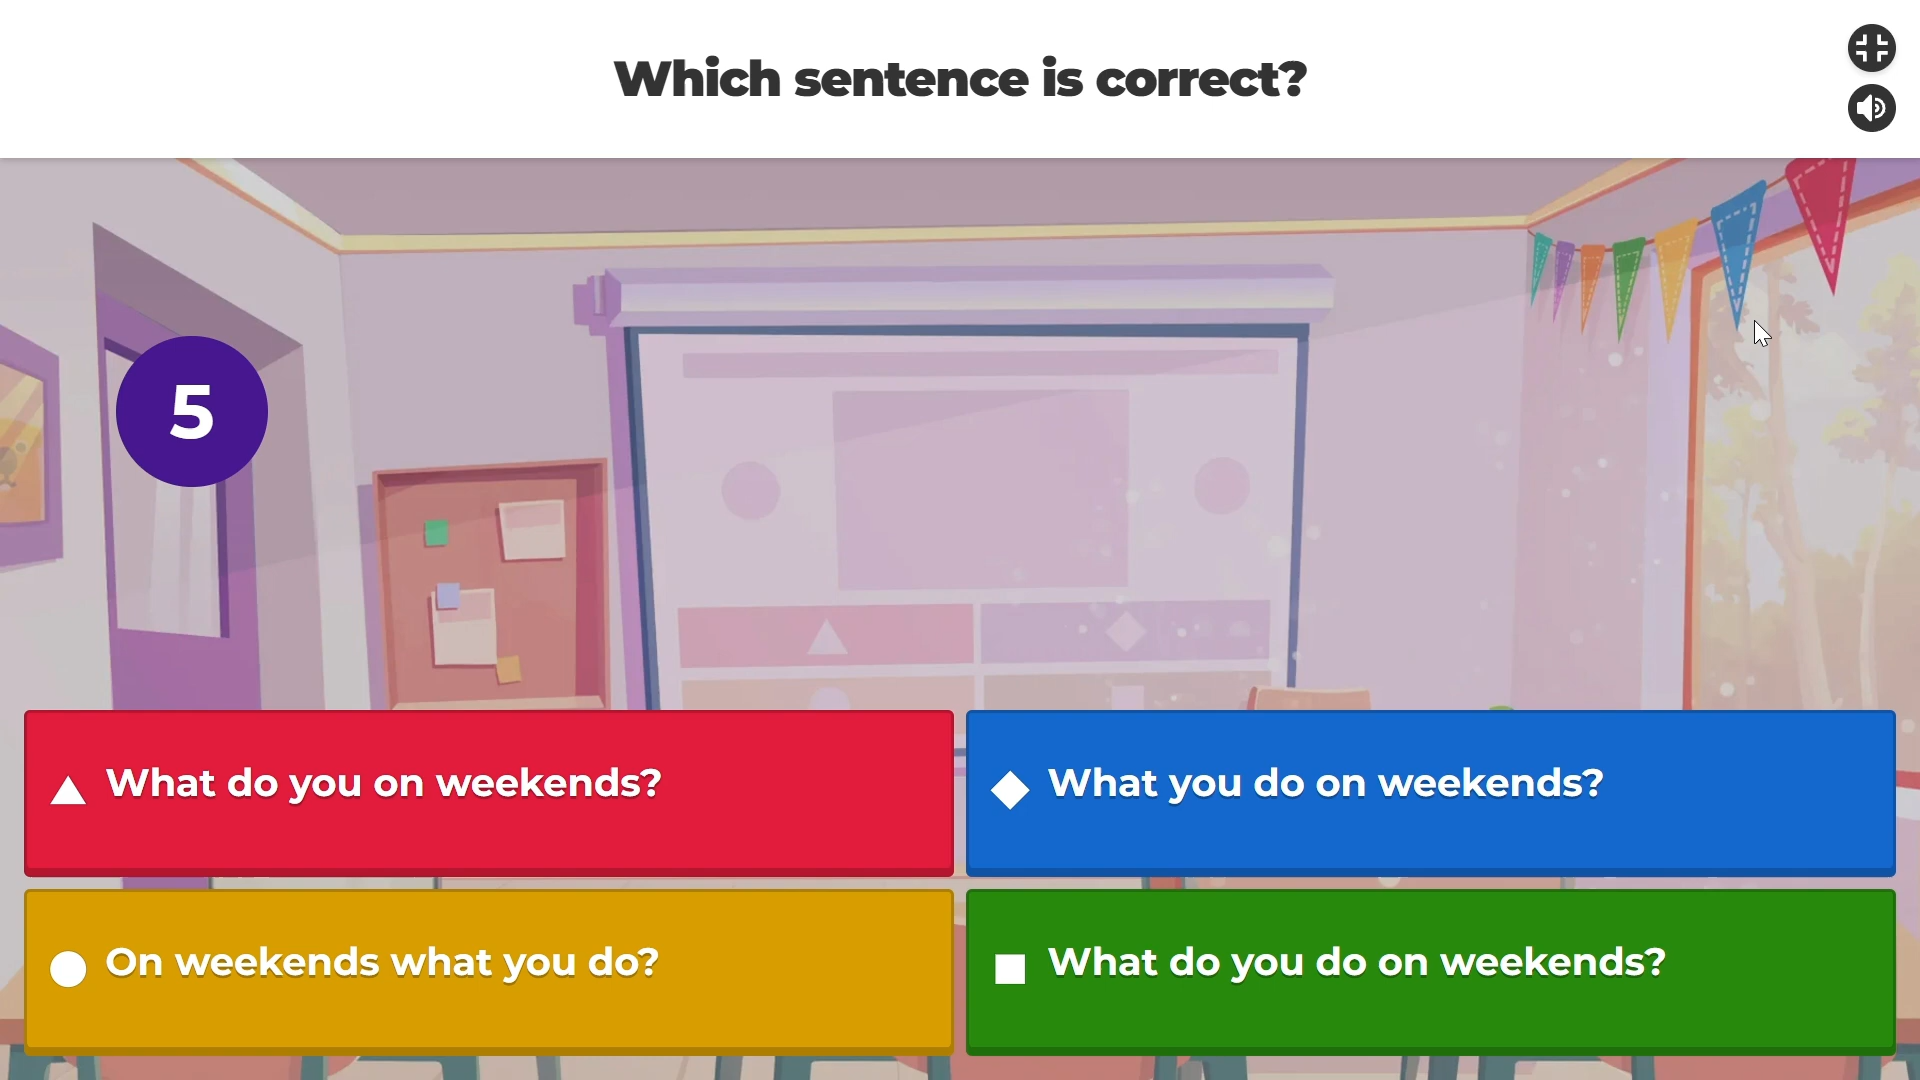 Which sentence is correct?
5
What do you on weekends?
What you do on weekends?
On weekends what you do?
What do you do on weekends?